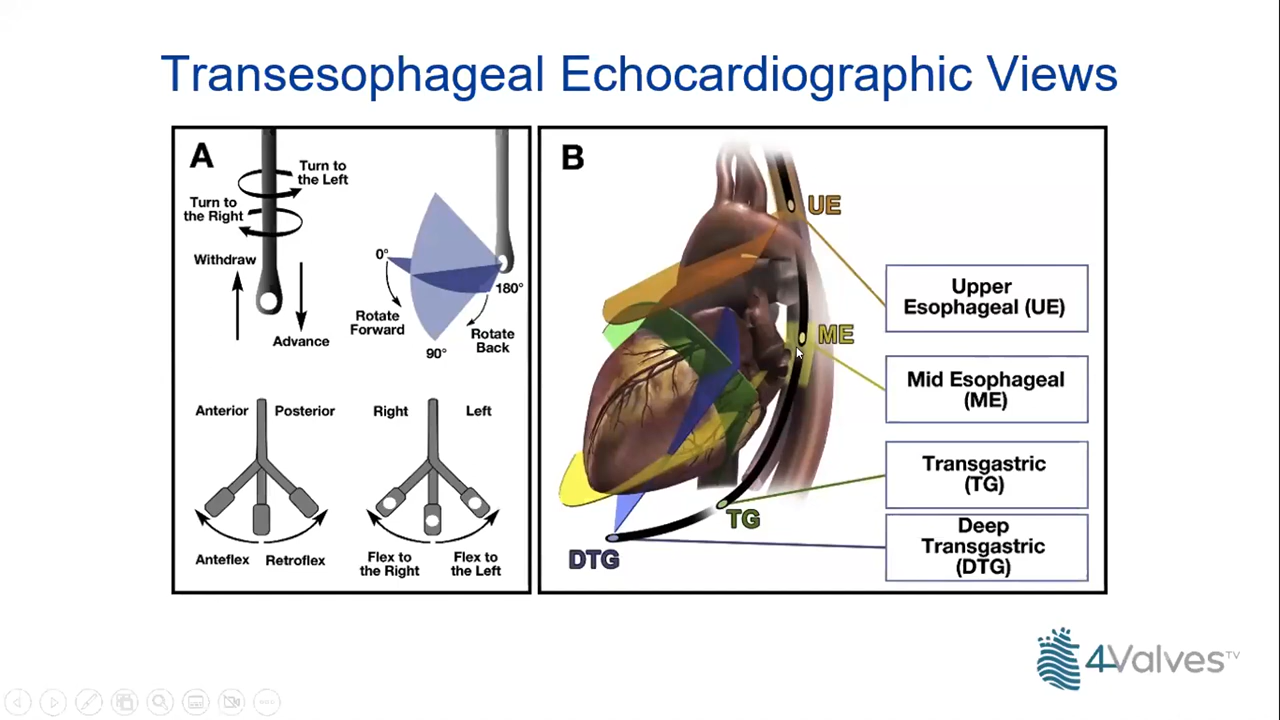 Transesophageal Echocardiographic Views
A
Turn to
the Left
Turn to
the Right
Withdraw
Advance
0°
180°
Rotate
Forward
Rotate
Back
90°
Anterior
Posterior
Anteflex
Retroflex
Right
Left
Flex to
the Right
Flex to
the Left
B
UE
ME
TG
DTG
Upper
Esophageal (UE)
Mid Esophageal
(ME)
Transgastric
(TG)
Deep
Transgastric
(DTG)
4Valves TV